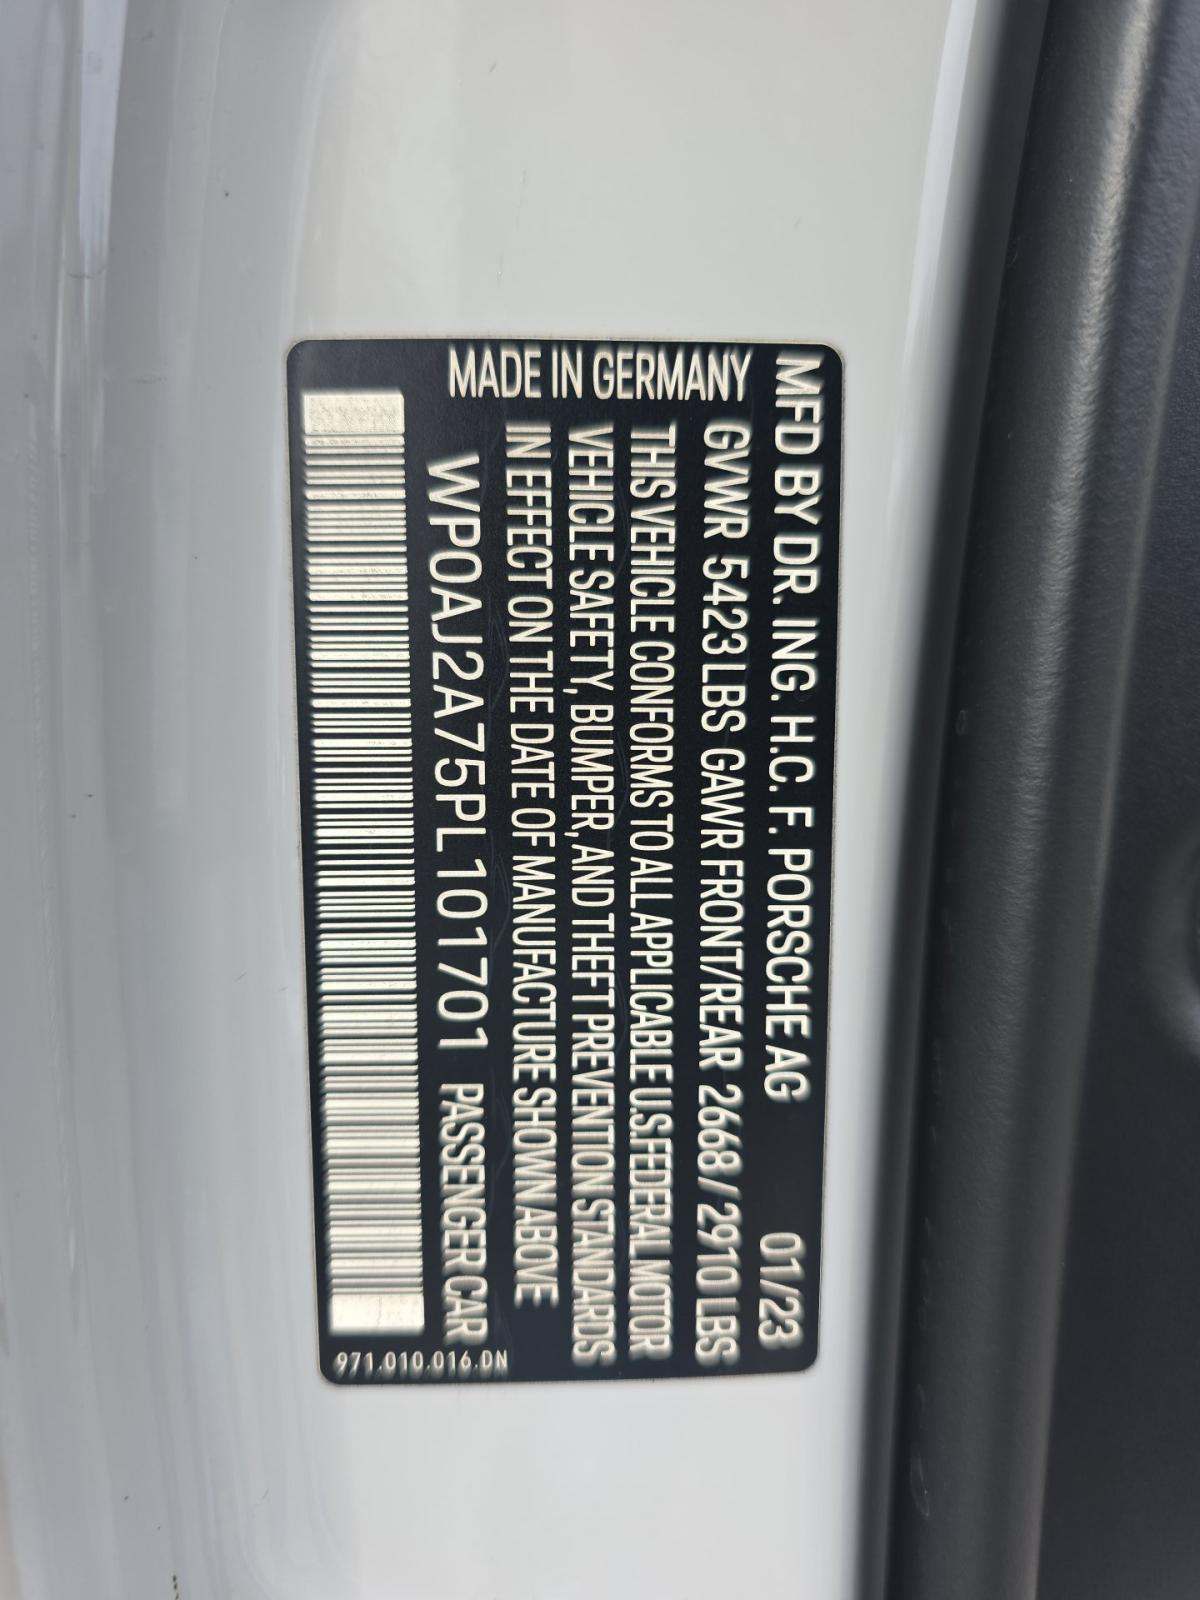 MFD BY DR. ING. H.C. F. PORSCHE AG 01/23
GVWR 5423 LBS GAWR FRONT/REAR 2668 / 2910 LBS
THIS VEHICLE CONFORMS TO ALL APPLICABLE U.S.FEDERAL MOTOR
VEHICLE SAFETY, BUMPER, AND THEFT PREVENTION STANDARDS
IN EFFECT ON THE DATE OF MANUFACTURE SHOWN ABOVE
MADE IN GERMANY
WP0AJ2A75PL101701 PASSENGER CAR
971.010.016.DN